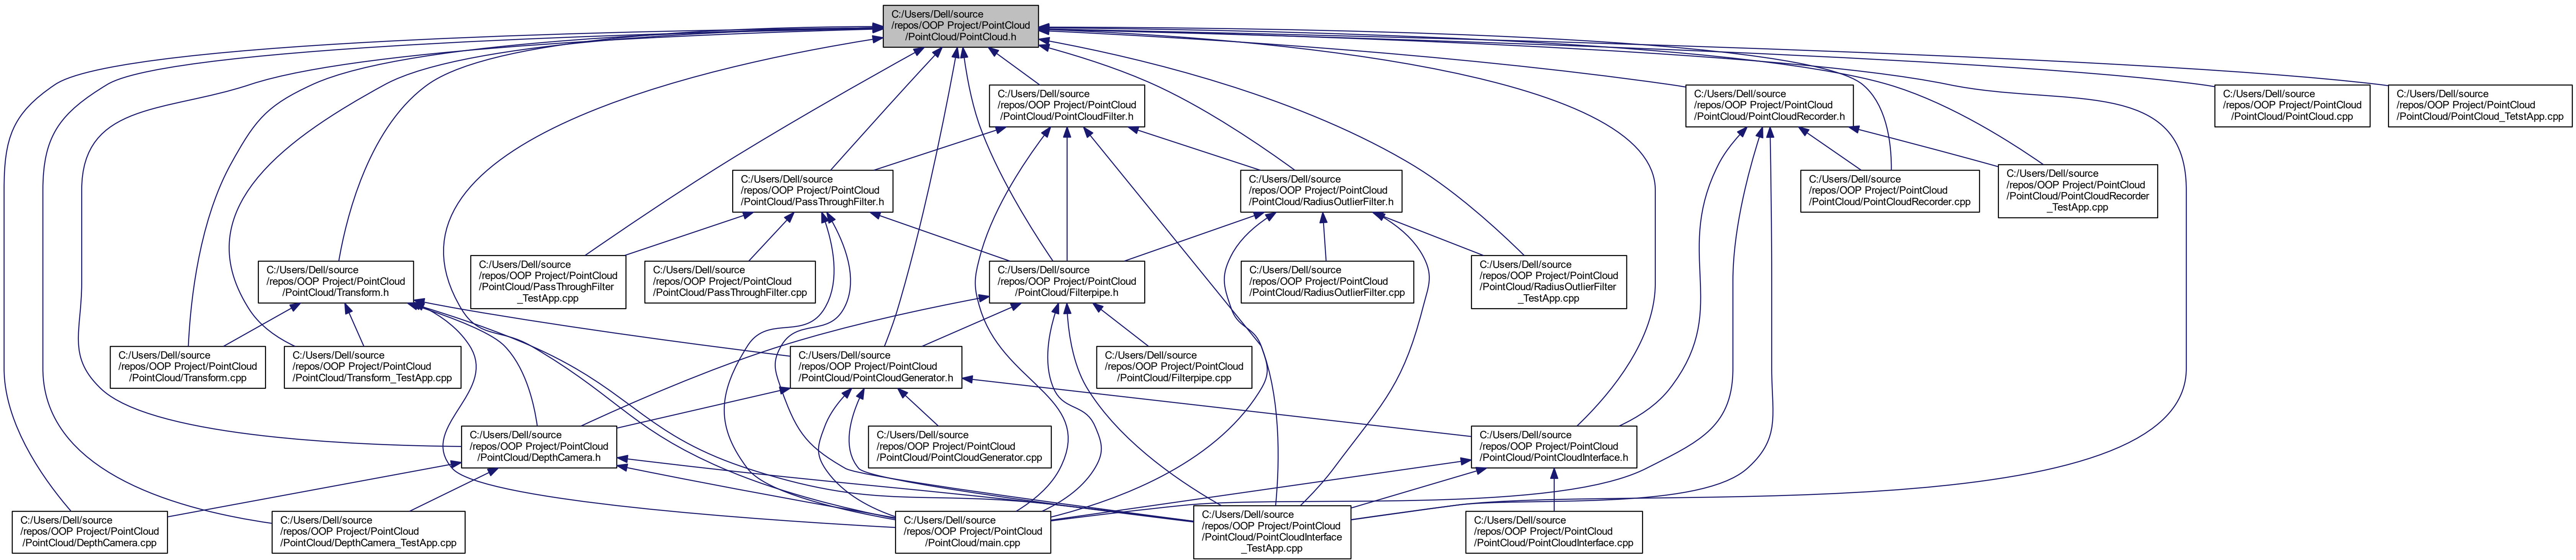 C:/Users/Dell/source
/repos/OOP Project/PointCloud
/PointCloud/PointCloud.h
C:/Users/Dell/source
/repos/OOP Project/PointCloud
/PointCloud/PointCloudFilter.h
C:/Users/Dell/source
/repos/OOP Project/PointCloud
/PointCloud/PointCloudRecorder.h
C:/Users/Dell/source
/repos/OOP Project/PointCloud
/PointCloud/PointCloud.cpp
C:/Users/Dell/source
/repos/OOP Project/PointCloud
/PointCloud/PointCloud_TetstApp.cpp
C:/Users/Dell/source
/repos/OOP Project/PointCloud
/PointCloud/PassThroughFilter.h
C:/Users/Dell/source
/repos/OOP Project/PointCloud
/PointCloud/RadiusOutlierFilter.h
C:/Users/Dell/source
/repos/OOP Project/PointCloud
/PointCloud/PointCloudRecorder.cpp
C:/Users/Dell/source
/repos/OOP Project/PointCloud
/PointCloud/PointCloudRecorder
_TestApp.cpp
C:/Users/Dell/source
/repos/OOP Project/PointCloud
/PointCloud/Transform.h
C:/Users/Dell/source
/repos/OOP Project/PointCloud
/PointCloud/PassThroughFilter
_TestApp.cpp
C:/Users/Dell/source
/repos/OOP Project/PointCloud
/PointCloud/PassThroughFilter.cpp
C:/Users/Dell/source
/repos/OOP Project/PointCloud
/PointCloud/Filterpipe.h
C:/Users/Dell/source
/repos/OOP Project/PointCloud
/PointCloud/RadiusOutlierFilter.cpp
C:/Users/Dell/source
/repos/OOP Project/PointCloud
/PointCloud/RadiusOutlierFilter
_TestApp.cpp
C:/Users/Dell/source
/repos/OOP Project/PointCloud
/PointCloud/Transform.cpp
C:/Users/Dell/source
/repos/OOP Project/PointCloud
/PointCloud/Transform_TestApp.cpp
C:/Users/Dell/source
/repos/OOP Project/PointCloud
/PointCloud/PointCloudGenerator.h
C:/Users/Dell/source
/repos/OOP Project/PointCloud
/PointCloud/Filterpipe.cpp
C:/Users/Dell/source
/repos/OOP Project/PointCloud
/PointCloud/DepthCamera.h
C:/Users/Dell/source
/repos/OOP Project/PointCloud
/PointCloud/PointCloudGenerator.cpp
C:/Users/Dell/source
/repos/OOP Project/PointCloud
/PointCloud/PointCloudInterface.h
C:/Users/Dell/source
/repos/OOP Project/PointCloud
/PointCloud/DepthCamera.cpp
C:/Users/Dell/source
/repos/OOP Project/PointCloud
/PointCloud/DepthCamera_TestApp.cpp
C:/Users/Dell/source
/repos/OOP Project/PointCloud
/PointCloud/main.cpp
C:/Users/Dell/source
/repos/OOP Project/PointCloud
/PointCloud/PointCloudInterface
_TestApp.cpp
C:/Users/Dell/source
/repos/OOP Project/PointCloud
/PointCloud/PointCloudInterface.cpp